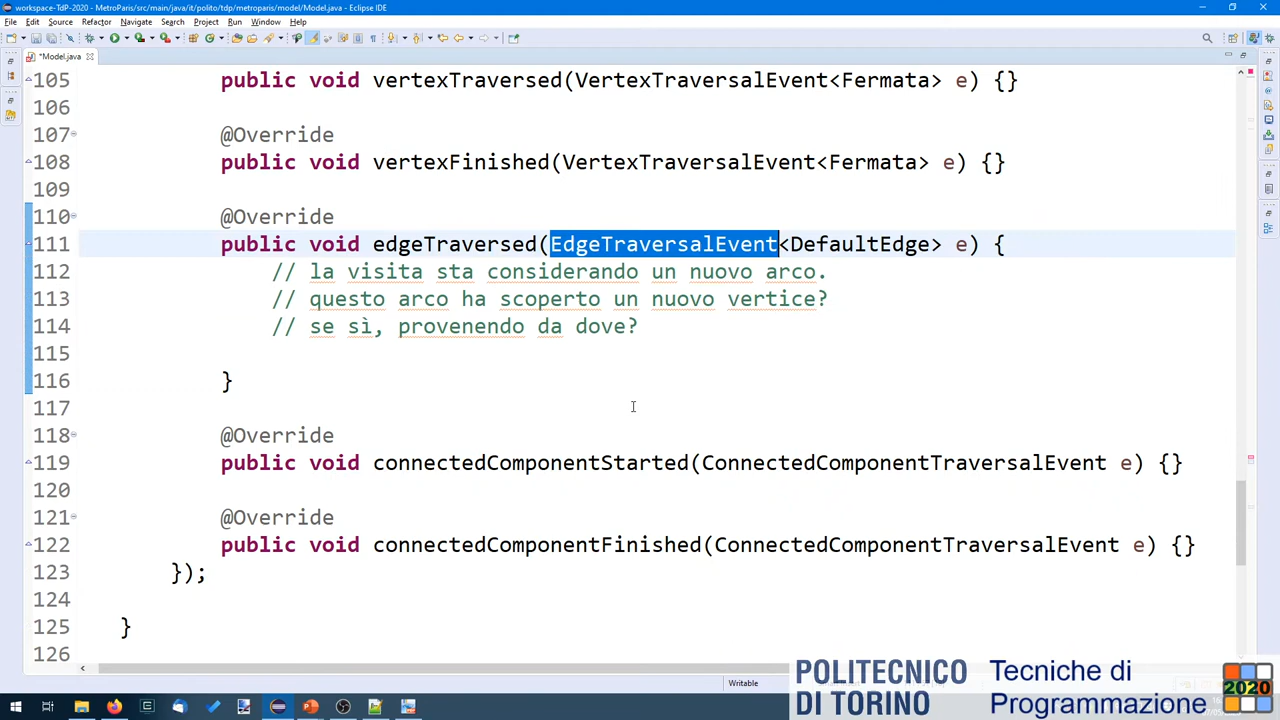 workspace-TdP-2020 - MetroParis/src/main/java/it/polito/tdp/metroparis/model/Model.java - Eclipse IDE
File Edit Source Refactor Navigate Search Project Run Window Help
*Model.java
105 public void vertexTraversed(VertexTraversalEvent<Fermata> e) {}
106
107 @Override
108 public void vertexFinished(VertexTraversalEvent<Fermata> e) {}
109
110 @Override
111 public void edgeTraversed(EdgeTraversalEvent<DefaultEdge> e) {
112 // la visita sta considerando un nuovo arco.
113 // questo arco ha scoperto un nuovo vertice?
114 // se sì, provenendo da dove?
115
116 }
117
118 @Override
119 public void connectedComponentStarted(ConnectedComponentTraversalEvent e) {}
120
121 @Override
122 public void connectedComponentFinished(ConnectedComponentTraversalEvent e) {}
123 });
124
125 }
126
Writable
POLITECNICO
DI TORINO
Tecniche di
Programmazione
2020